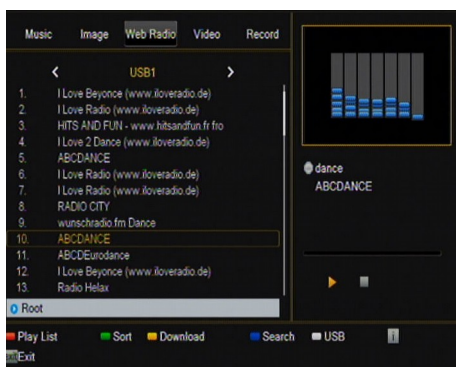 Music Image Web Radio Video Record
USB1
1. I Love Beyonce (www.iloveradio.de)
2. I Love Radio (www.iloveradio.de)
3. HITS AND FUN - www.hitsandfun.fr fro
4. I Love 2 Dance (www.iloveradio.de)
5. ABCDANCE
6. I Love Radio (www.iloveradio.de)
7. I Love Radio (www.iloveradio.de)
8. RADIO CITY
9. wunschradio.fm Dance
10. ABCDANCE
11. ABCDEurodance
12. I Love Beyonce (www.iloveradio.de)
13. Radio Helax
Root
dance
ABCDANCE
Play List Sort Download Search USB i
Exit